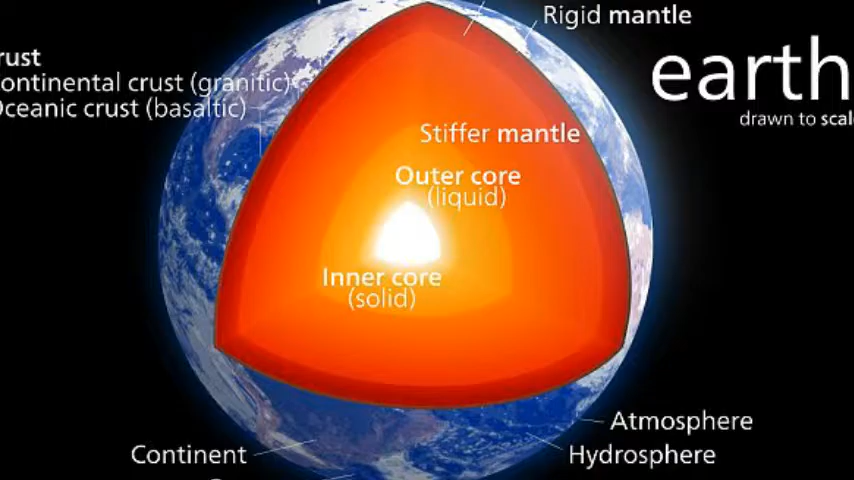 Rigid mantle
rust
ontinental crust (granitic)
Oceanic crust (basaltic)
earth
drawn to scale
Stiffer mantle
Outer core
(liquid)
Inner core
(solid)
Atmosphere
Hydrosphere
Continent